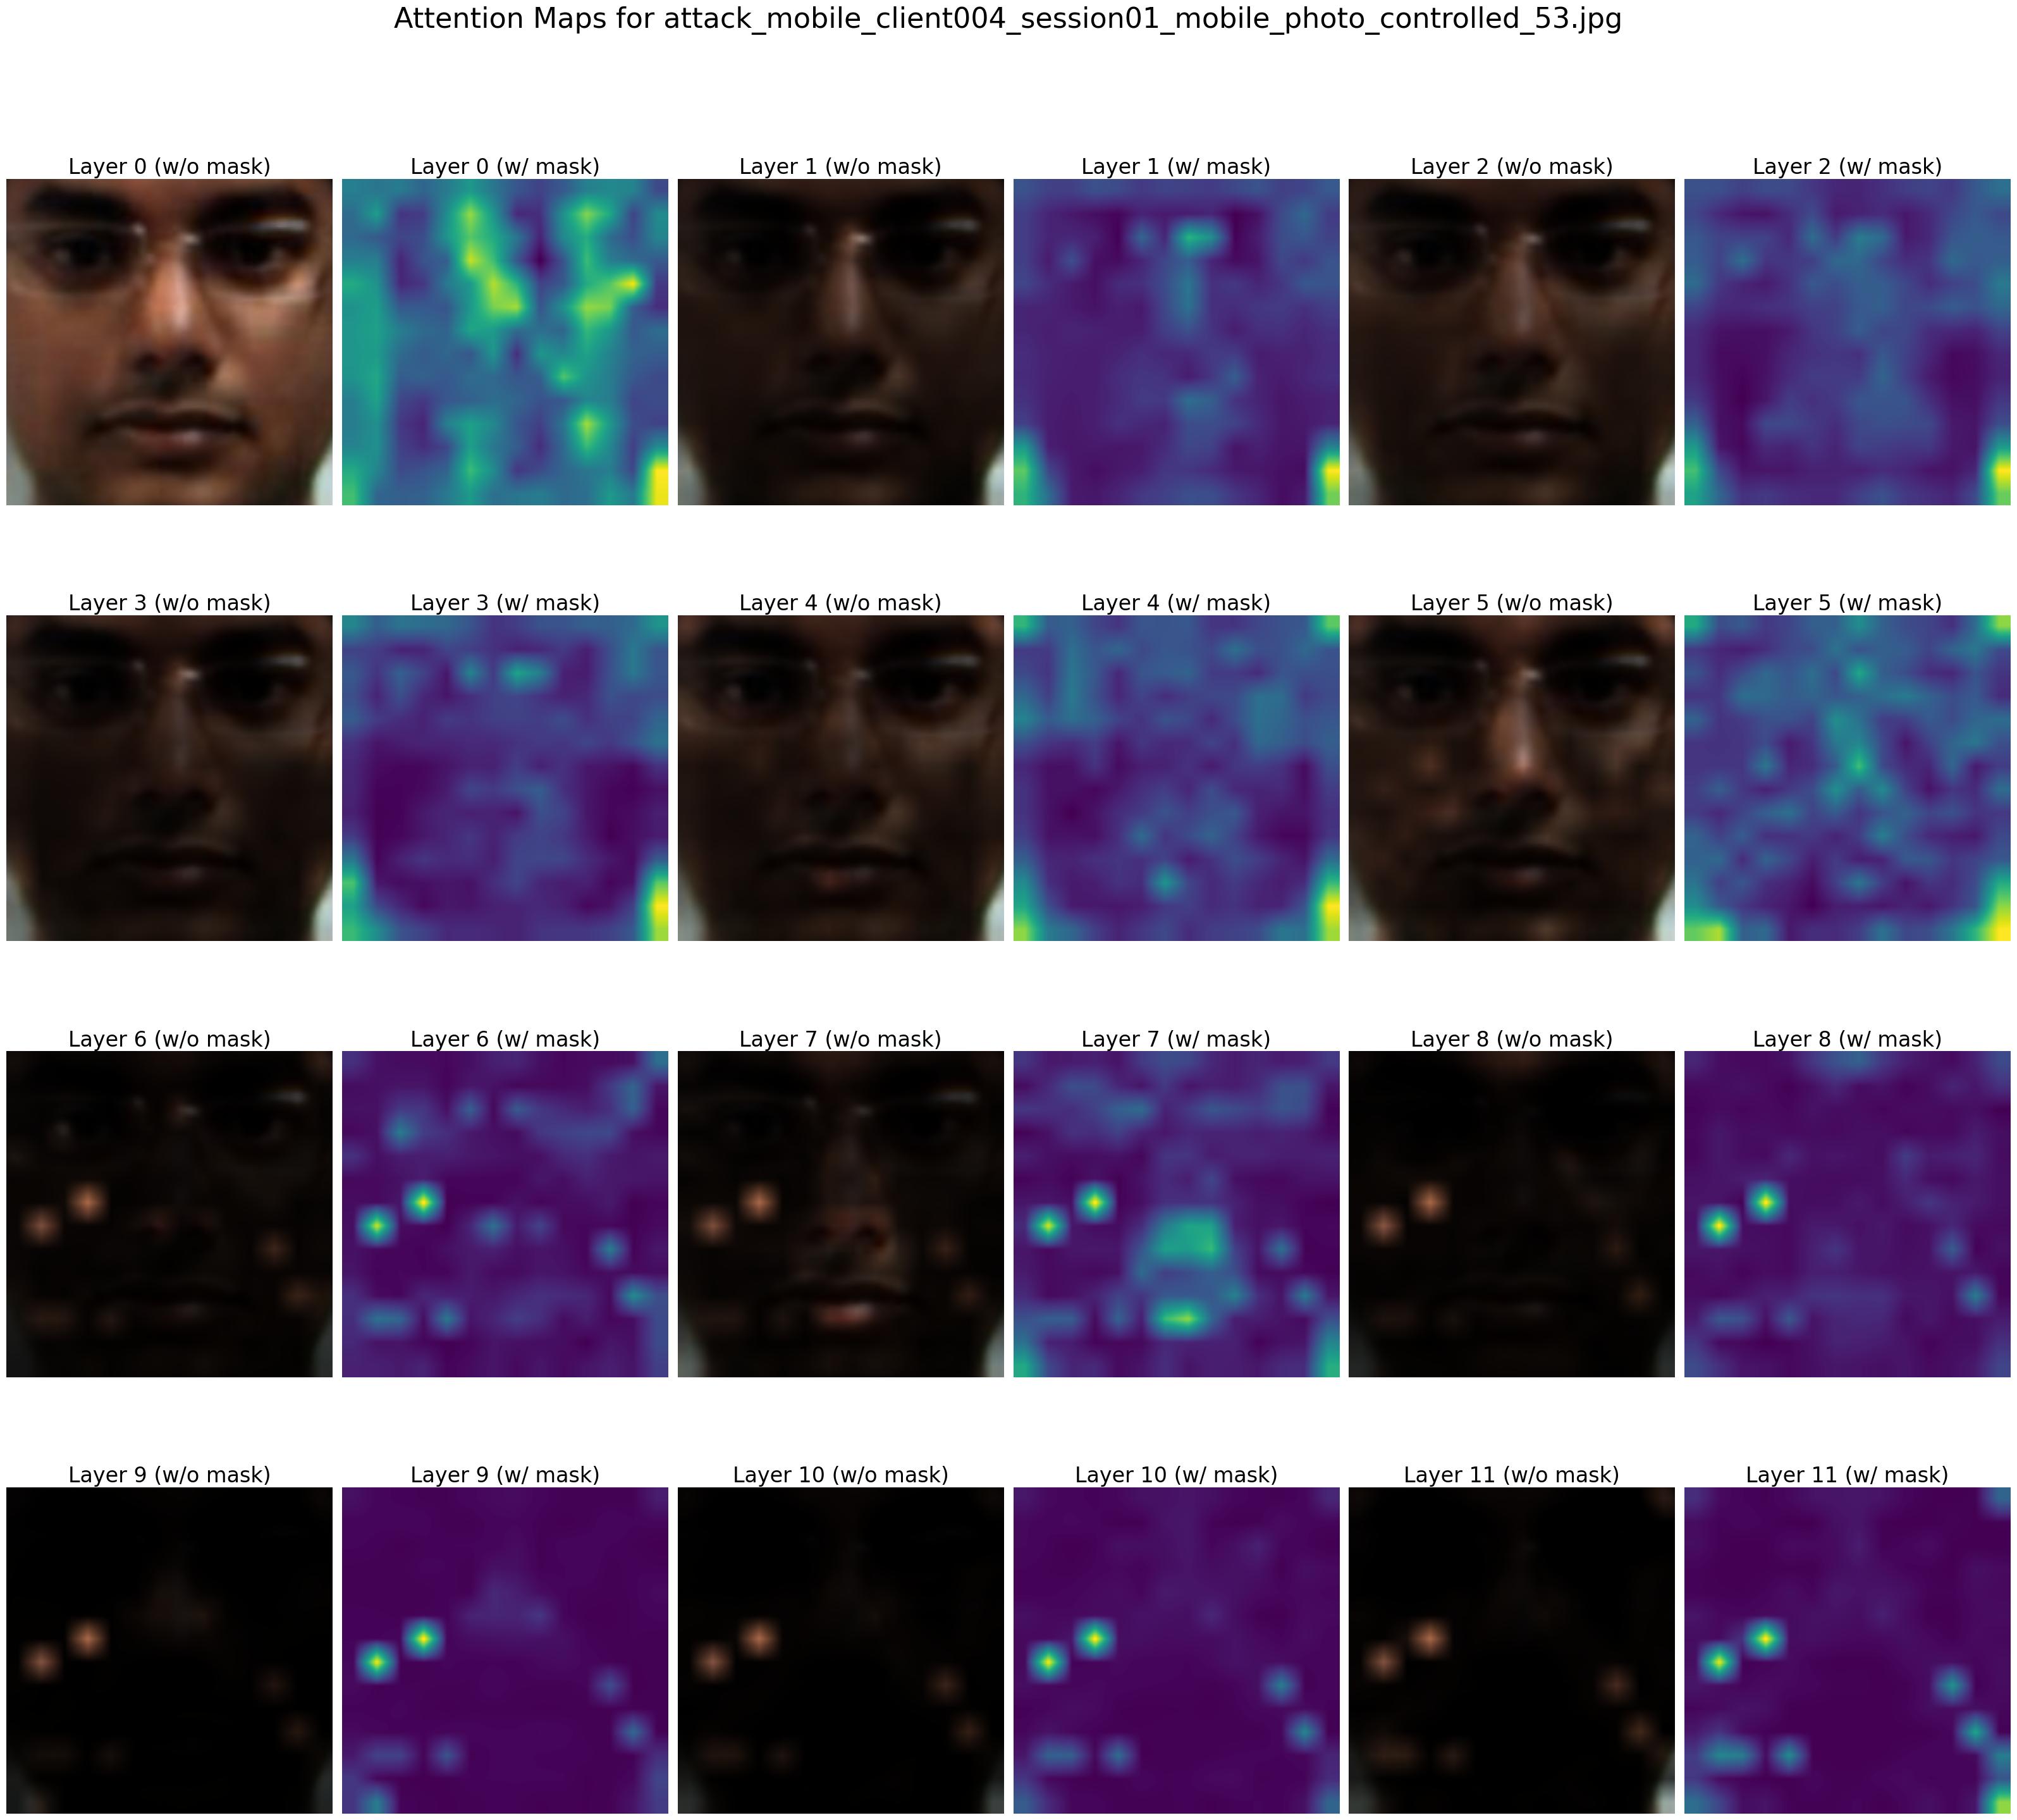 Attention Maps for attack_mobile_client004_session01_mobile_photo_controlled_53.jpg
Layer 0 (w/o mask)
Layer 0 (w/ mask)
Layer 1 (w/o mask)
Layer 1 (w/ mask)
Layer 2 (w/o mask)
Layer 2 (w/ mask)
Layer 3 (w/o mask)
Layer 3 (w/ mask)
Layer 4 (w/o mask)
Layer 4 (w/ mask)
Layer 5 (w/o mask)
Layer 5 (w/ mask)
Layer 6 (w/o mask)
Layer 6 (w/ mask)
Layer 7 (w/o mask)
Layer 7 (w/ mask)
Layer 8 (w/o mask)
Layer 8 (w/ mask)
Layer 9 (w/o mask)
Layer 9 (w/ mask)
Layer 10 (w/o mask)
Layer 10 (w/ mask)
Layer 11 (w/o mask)
Layer 11 (w/ mask)